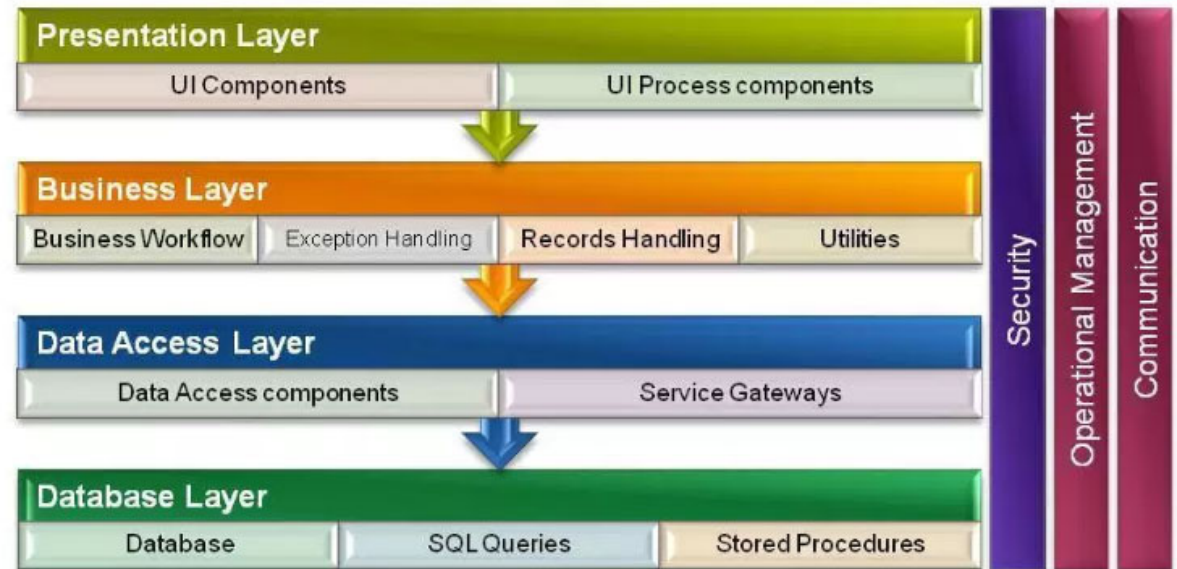 Presentation Layer
UI Components
UI Process components
Business Layer
Business Workflow
Exception Handling
Records Handling
Utilities
Data Access Layer
Data Access components
Service Gateways
Database Layer
Database
SQL Queries
Stored Procedures
Security
Operational Management
Communication